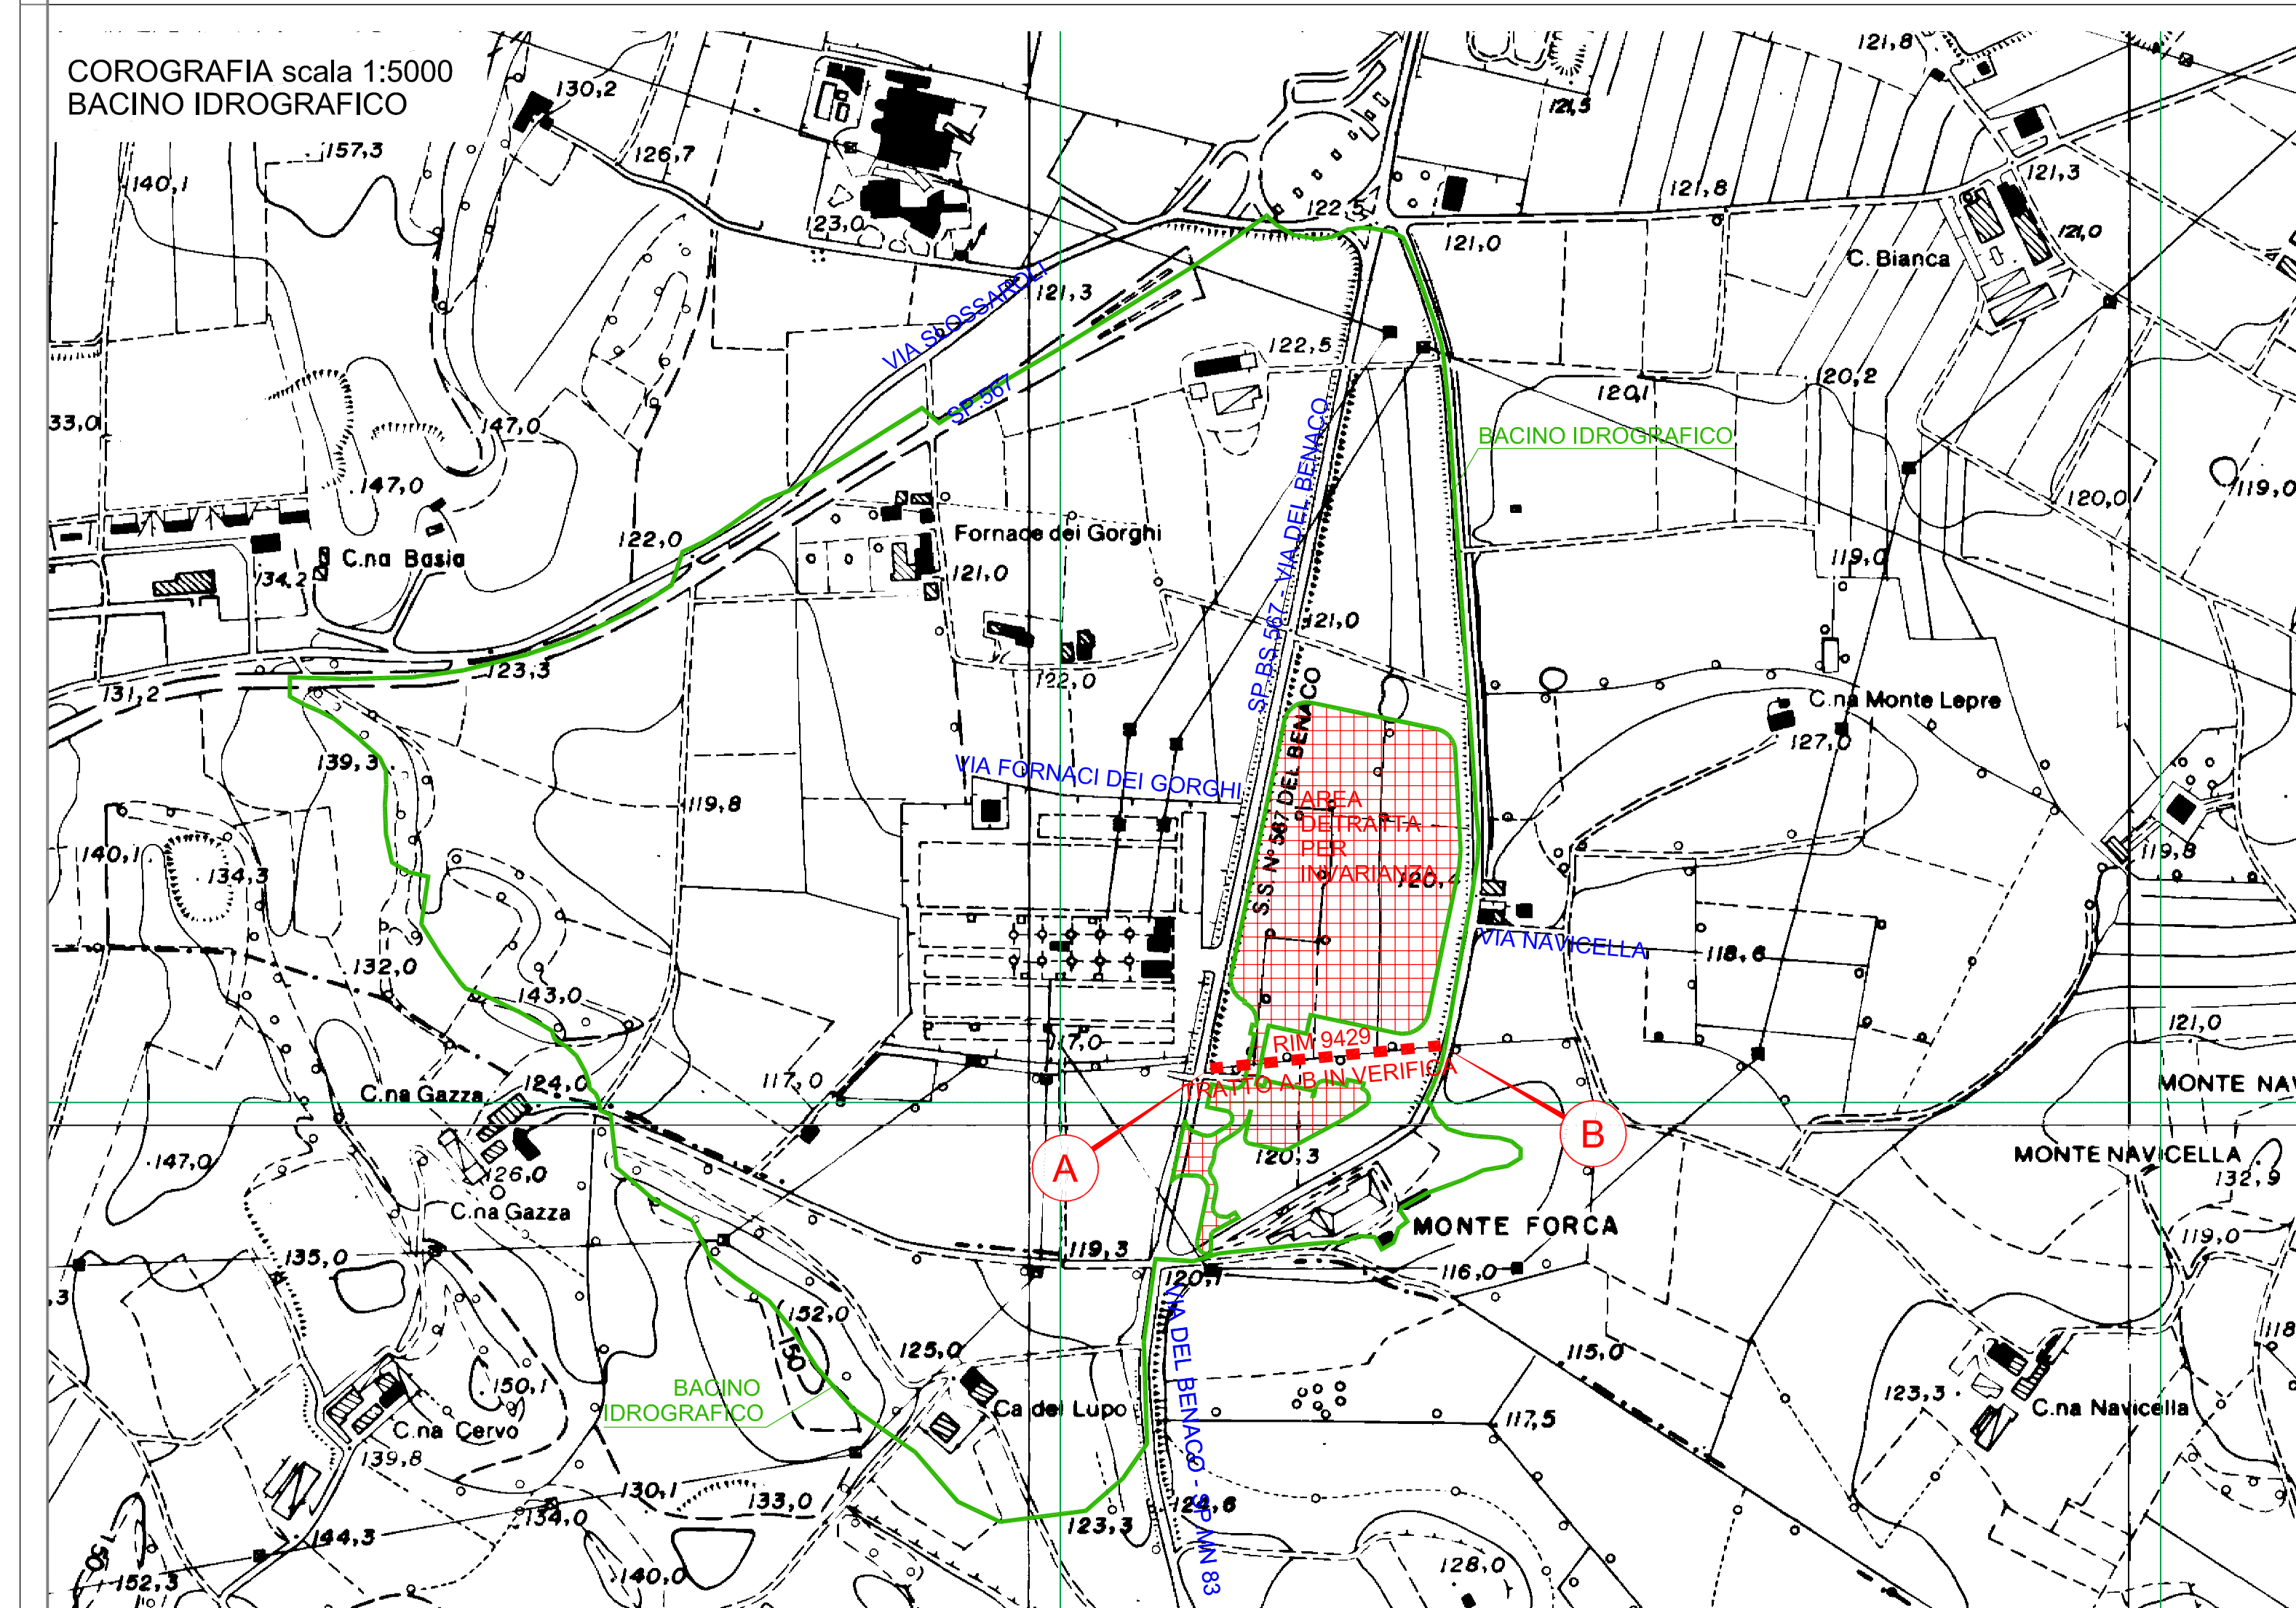 COROGRAFIA scala 1:5000
BACINO IDROGRAFICO
130,2
157,3
140,1
126,7
123,0
121,8
121,5
122,5
121,8
121,3
121,0
121,0
C. Bianca
121,3
VIA SLOSSAROLI
SP.567
122,5
120,1
20,2
33,0
147,0
147,0
BACINO IDROGRAFICO
120,0
119,0
SP.BS.567 - VIA DEL BENACO
122,0
Fornace dei Gorghi
C.na Basia
134,2
121,0
119,0
121,0
131,2
123,3
122,0
C.na Monte Lepre
127,0
139,3
VIA FORNACI DEI GORGHI
119,8
P S.S. N° 567 DEL BENACO
AREA
DETRATTA
PER
INVARIANZA
120,4
140,1
134,3
119,8
VIA NAVICELLA
118,6
132,0
143,0
121,0
117,0
RIM 9429
TRATTO A-B IN VERIFICA
C.na Gazza
124,0
117,0
MONTE NAV
A
B
147,0
126,0
120,3
MONTE NAVICELLA
132,9
C.na Gazza
MONTE FORCA
135,0
119,3
119,0
,3
120,1
116,0
152,0
150
125,0
115,0
118
150,1
BACINO
IDROGRAFICO
Ca del Lupo
123,3
C.na Navicella
C.na Cervo
117,5
139,8
VIA DEL BENACO - SP.MN 83
130,1
133,0
134,0
123,3
124,6
144,3
150
152,3
140,0
128,0